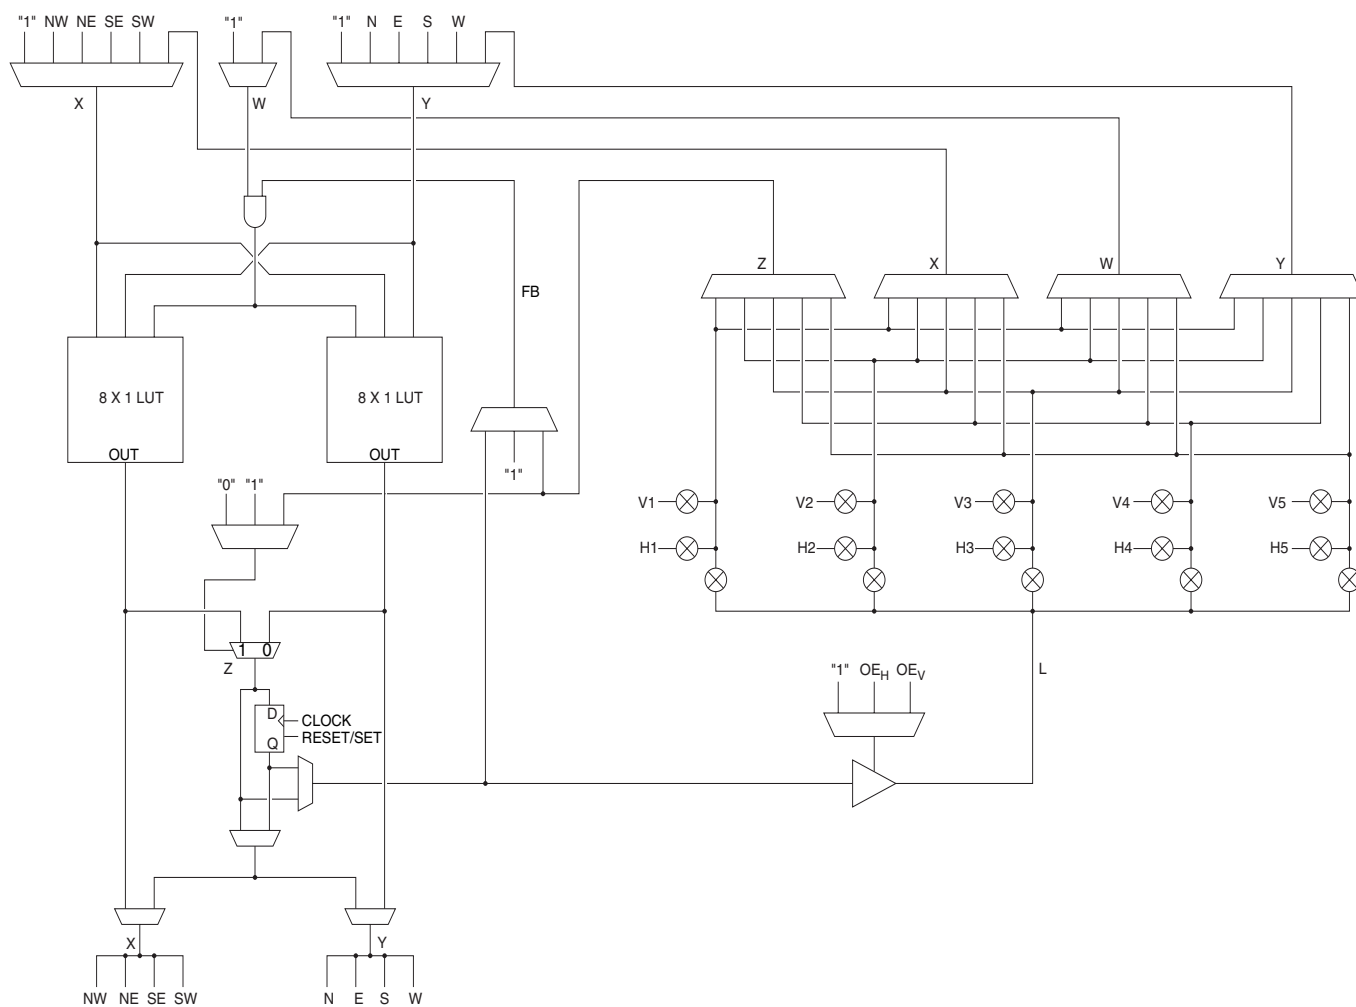 "1" NW NE SE SW "1" "1" N E S W
X W Y
Z X W Y
FB
8 X 1 LUT 8 X 1 LUT
OUT OUT
"1"
"0" "1"
V1 V2 V3 V4 V5
H1 H2 H3 H4 H5
1 0
Z "1" OEH OEV L
D
CLOCK
RESET/SET
Q
X Y
NW NE SE SW N E S W